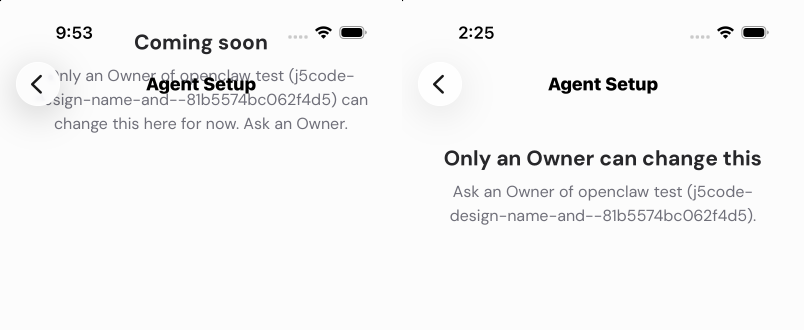 9:53
Coming soon
Only an Owner of openclaw test (j5code-
Agent Setup
design-name-and--81b5574bc062f4d5) can
change this here for now. Ask an Owner.
2:25
Agent Setup
Only an Owner can change this
Ask an Owner of openclaw test (j5code-
design-name-and--81b5574bc062f4d5).